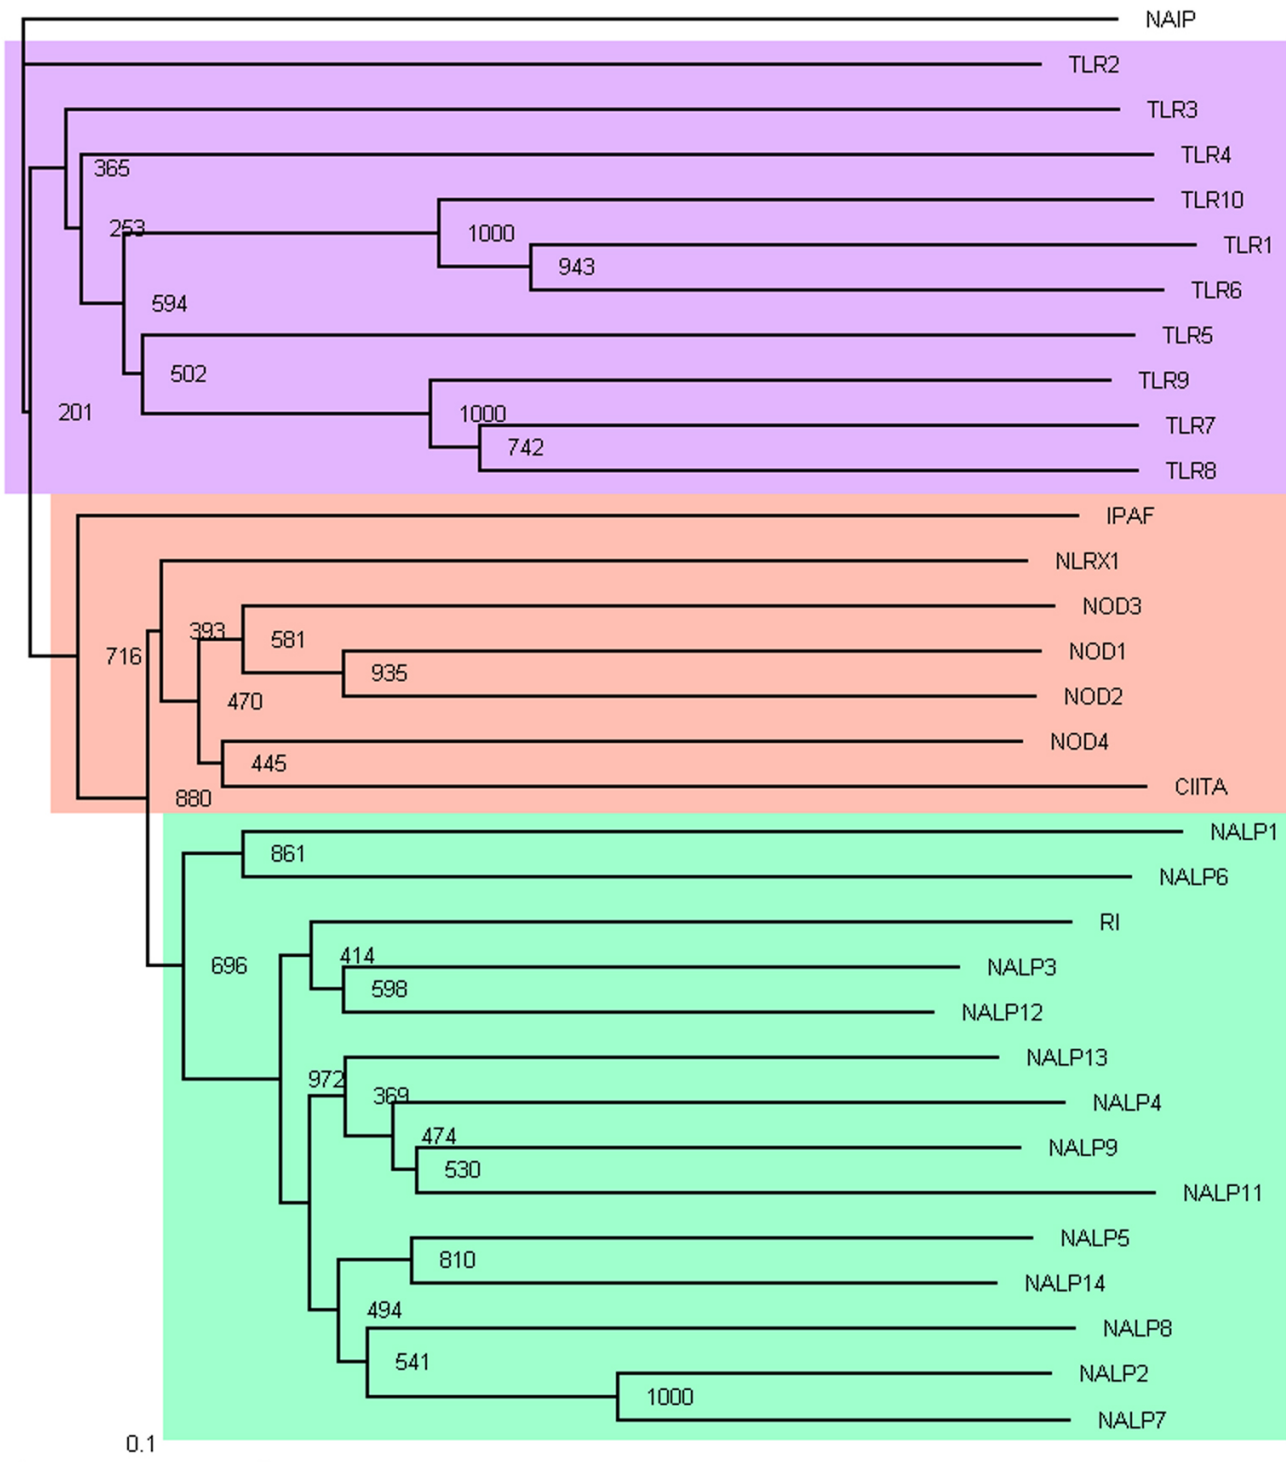 NAIP
TLR2
TLR3
TLR4
365
TLR10
253
1000
TLR1
943
TLR6
594
TLR5
502
TLR9
201
1000
TLR7
742
TLR8
IPAF
NLRX1
NOD3
393
581
NOD1
716
935
NOD2
470
NOD4
445
CIITA
880
NALP1
861
NALP6
RI
414
696
NALP3
598
NALP12
NALP13
972
369
NALP4
474
NALP9
530
NALP11
NALP5
810
NALP14
494
NALP8
541
NALP2
1000
NALP7
0.1